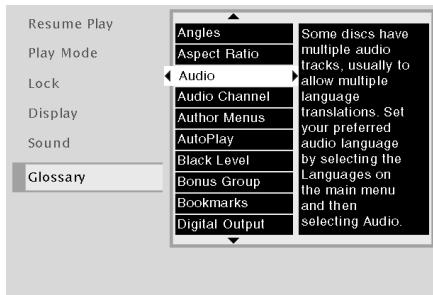 Resume Play
Play Mode
Lock
Display
Sound
Glossary
Angles
Aspect Ratio
Audio
Audio Channel
Author Menus
AutoPlay
Black Level
Bonus Group
Bookmarks
Digital Output
Some discs have
multiple audio
tracks, usually to
allow multiple
language
translations. Set
your preferred
audio language
by selecting the
Languages on
the main menu
and then
selecting Audio.